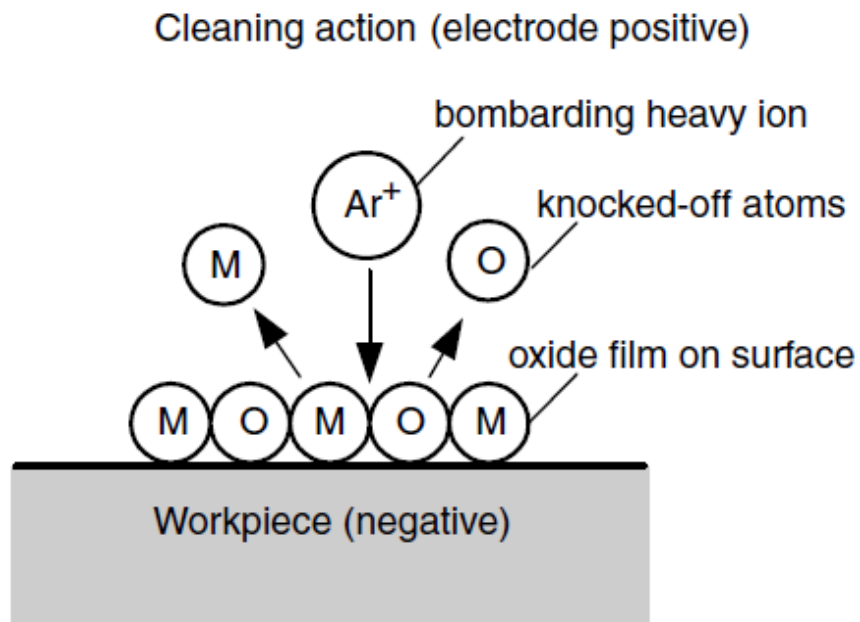 Cleaning action (electrode positive)
bombarding heavy ion
Ar+
knocked-off atoms
M
O
oxide film on surface
M O M O M
Workpiece (negative)